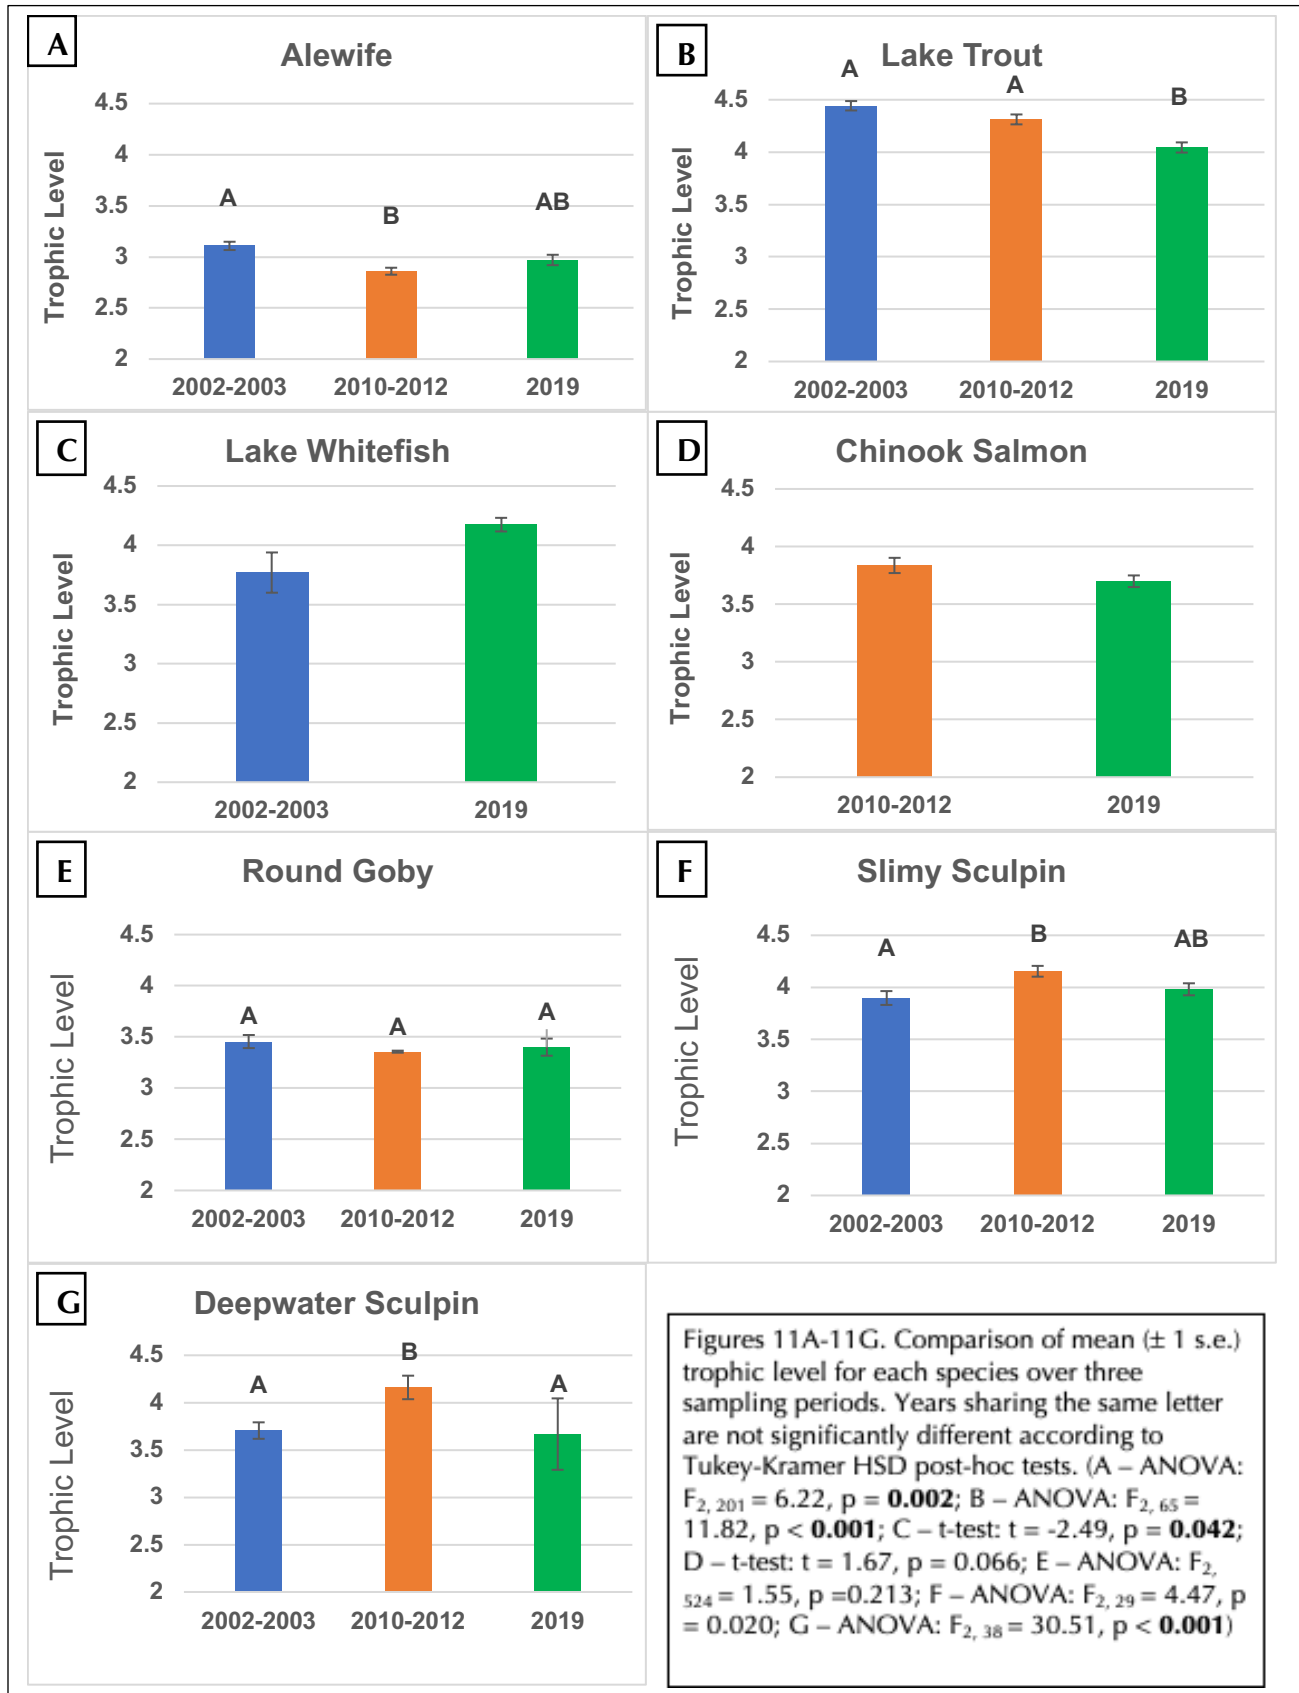 A
Alewife
Trophic Level
4.5
4
3.5
3
2.5
2
A
B
AB
2002-2003
2010-2012
2019
B
Lake Trout
Trophic Level
4.5
4
3.5
3
2.5
2
A
A
B
2002-2003
2010-2012
2019
C
Lake Whitefish
Trophic Level
4.5
4
3.5
3
2.5
2
2002-2003
2019
D
Chinook Salmon
Trophic Level
4.5
4
3.5
3
2.5
2
2010-2012
2019
E
Round Goby
Trophic Level
4.5
4
3.5
3
2.5
2
A
A
A
2002-2003
2010-2012
2019
F
Slimy Sculpin
Trophic Level
4.5
4
3.5
3
2.5
2
A
B
AB
2002-2003
2010-2012
2019
G
Deepwater Sculpin
Trophic Level
4.5
4
3.5
3
2.5
2
A
B
A
2002-2003
2010-2012
2019
Figures 11A-11G. Comparison of mean (± 1 s.e.)
trophic level for each species over three
sampling periods. Years sharing the same letter
are not significantly different according to
Tukey-Kramer HSD post-hoc tests. (A – ANOVA:
F2, 201 = 6.22, p = 0.002; B – ANOVA: F2, 65 =
11.82, p < 0.001; C – t-test: t = -2.49, p = 0.042;
D – t-test: t = 1.67, p = 0.066; E – ANOVA: F2,
524 = 1.55, p =0.213; F – ANOVA: F2, 29 = 4.47, p
= 0.020; G – ANOVA: F2, 38 = 30.51, p < 0.001)